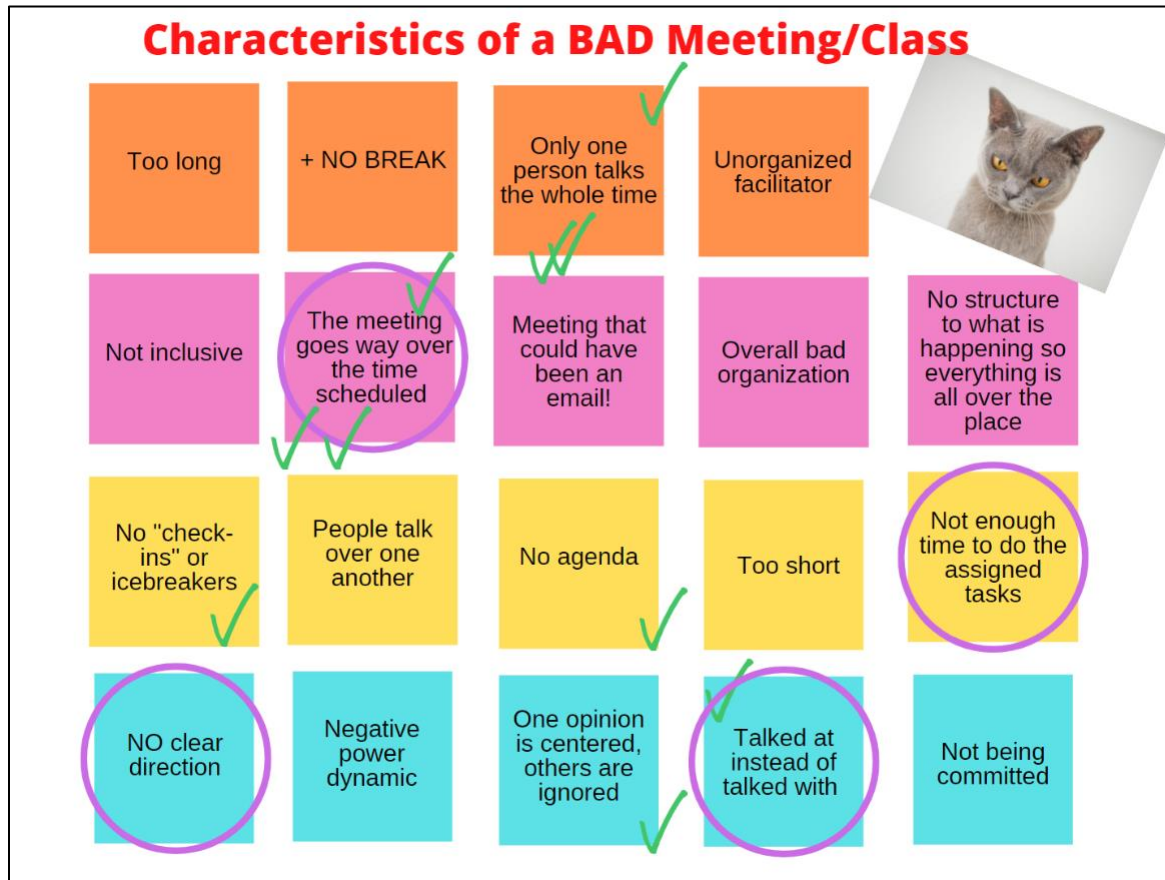 Characteristics of a BAD Meeting/Class
Too long
+ NO BREAK
Only one
person talks
the whole time
Unorganized
facilitator
Not inclusive
The meeting
goes way over
the time
scheduled
Meeting that
could have
been an
email!
Overall bad
organization
No structure
to what is
happening so
everything is
all over the
place
No "check-
ins" or
icebreakers
People talk
over one
another
No agenda
Too short
Not enough
time to do the
assigned
tasks
NO clear
direction
Negative
power
dynamic
One opinion
is centered,
others are
ignored
Talked at
instead of
talked with
Not being
committed